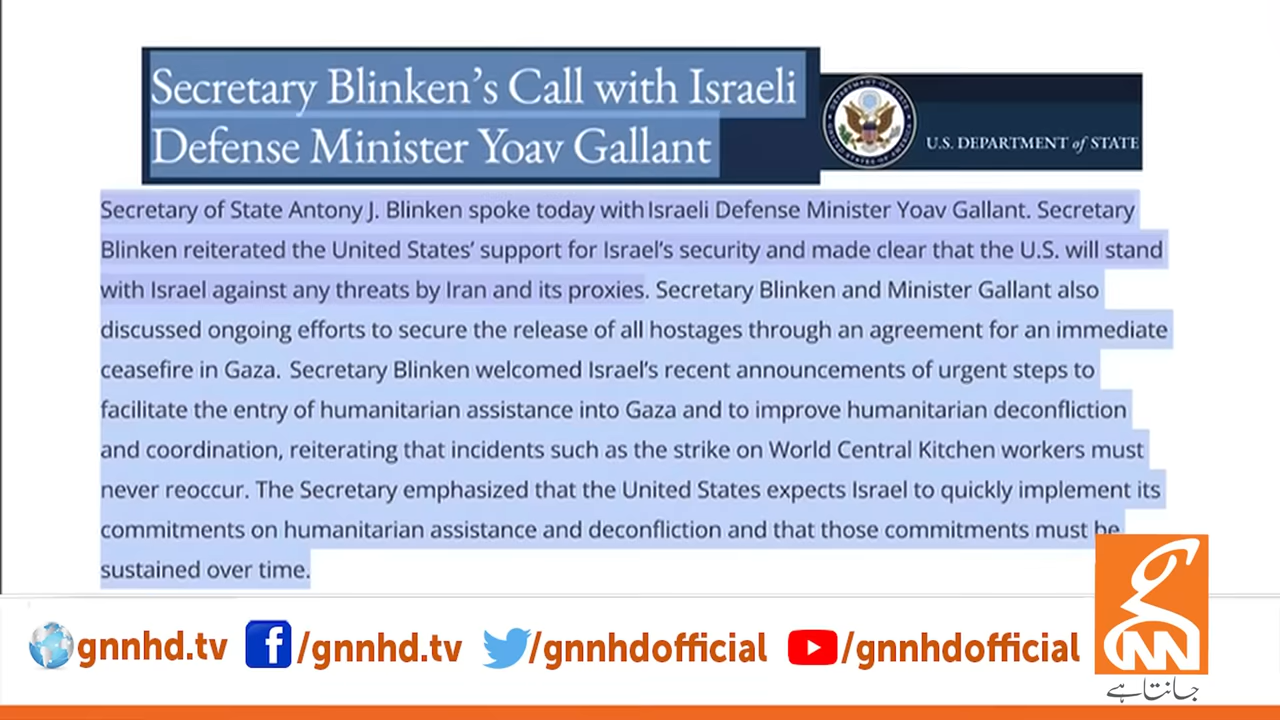 Secretary Blinken's Call with Israeli
Defense Minister Yoav Gallant
U.S. DEPARTMENT of STATE
Secretary of State Antony J. Blinken spoke today with Israeli Defense Minister Yoav Gallant. Secretary
Blinken reiterated the United States' support for Israel's security and made clear that the U.S. will stand
with Israel against any threats by Iran and its proxies. Secretary Blinken and Minister Gallant also
discussed ongoing efforts to secure the release of all hostages through an agreement for an immediate
ceasefire in Gaza. Secretary Blinken welcomed Israel's recent announcements of urgent steps to
facilitate the entry of humanitarian assistance into Gaza and to improve humanitarian deconfliction
and coordination, reiterating that incidents such as the strike on World Central Kitchen workers must
never reoccur. The Secretary emphasized that the United States expects Israel to quickly implement its
commitments on humanitarian assistance and deconfliction and that those commitments must be
sustained over time.
gnnhd.tv /gnnhd.tv /gnnhdofficial /gnnhdofficial
GNN
جانتا ہے